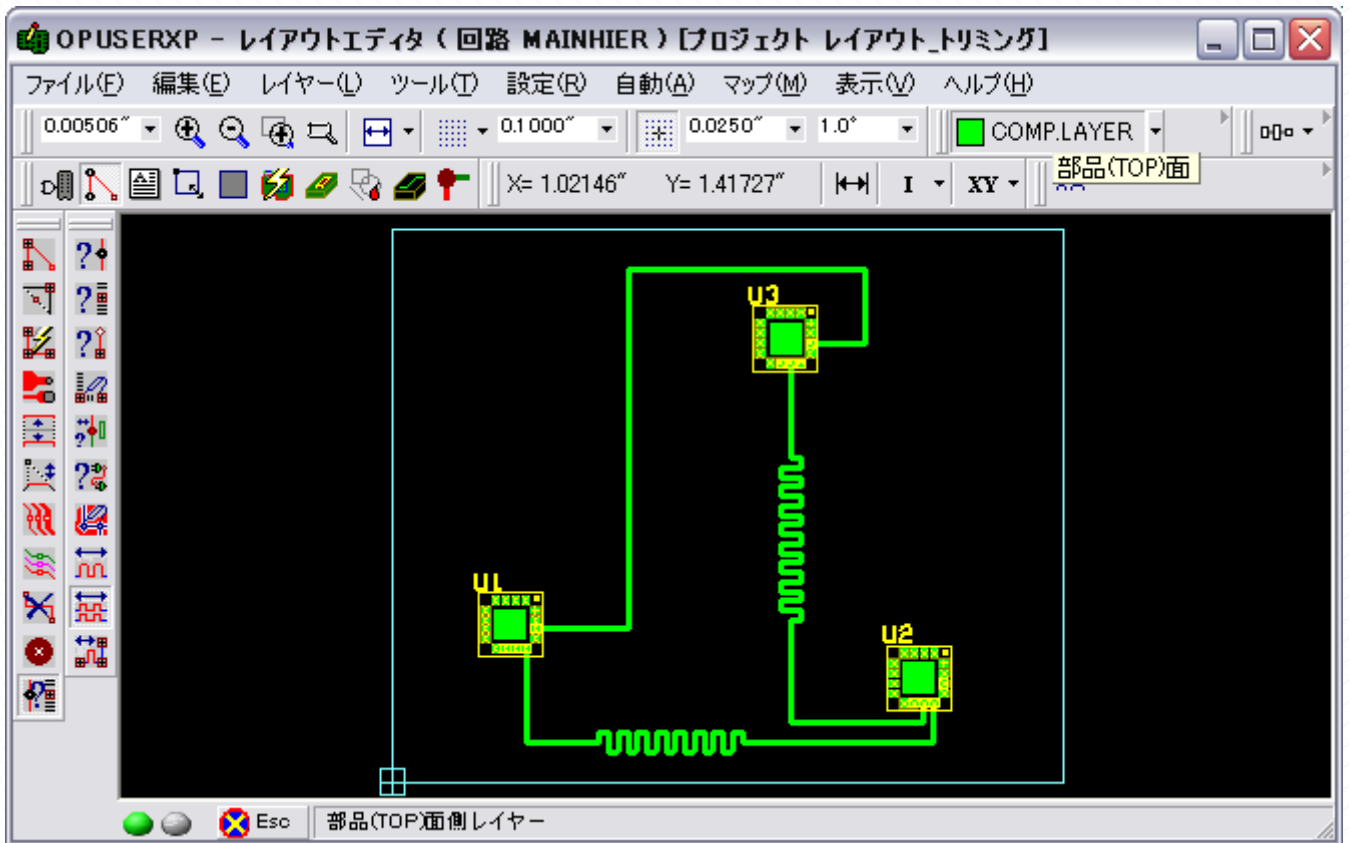 OPUSERXP - レイアウトエディタ ( 回路 MAINHIER ) [プロジェクト レイアウト_トリミング]
ファイル(F) 編集(E) レイヤー(L) ツール(T) 設定(R) 自動(A) マップ(M) 表示(V) ヘルプ(H)
0.00506" 0.1000" 0.0250" 1.0° COMP.LAYER
X= 1.02146" Y= 1.41727" I XY 部品(TOP)面
U3
U1
U2
Esc 部品(TOP)面側レイヤー